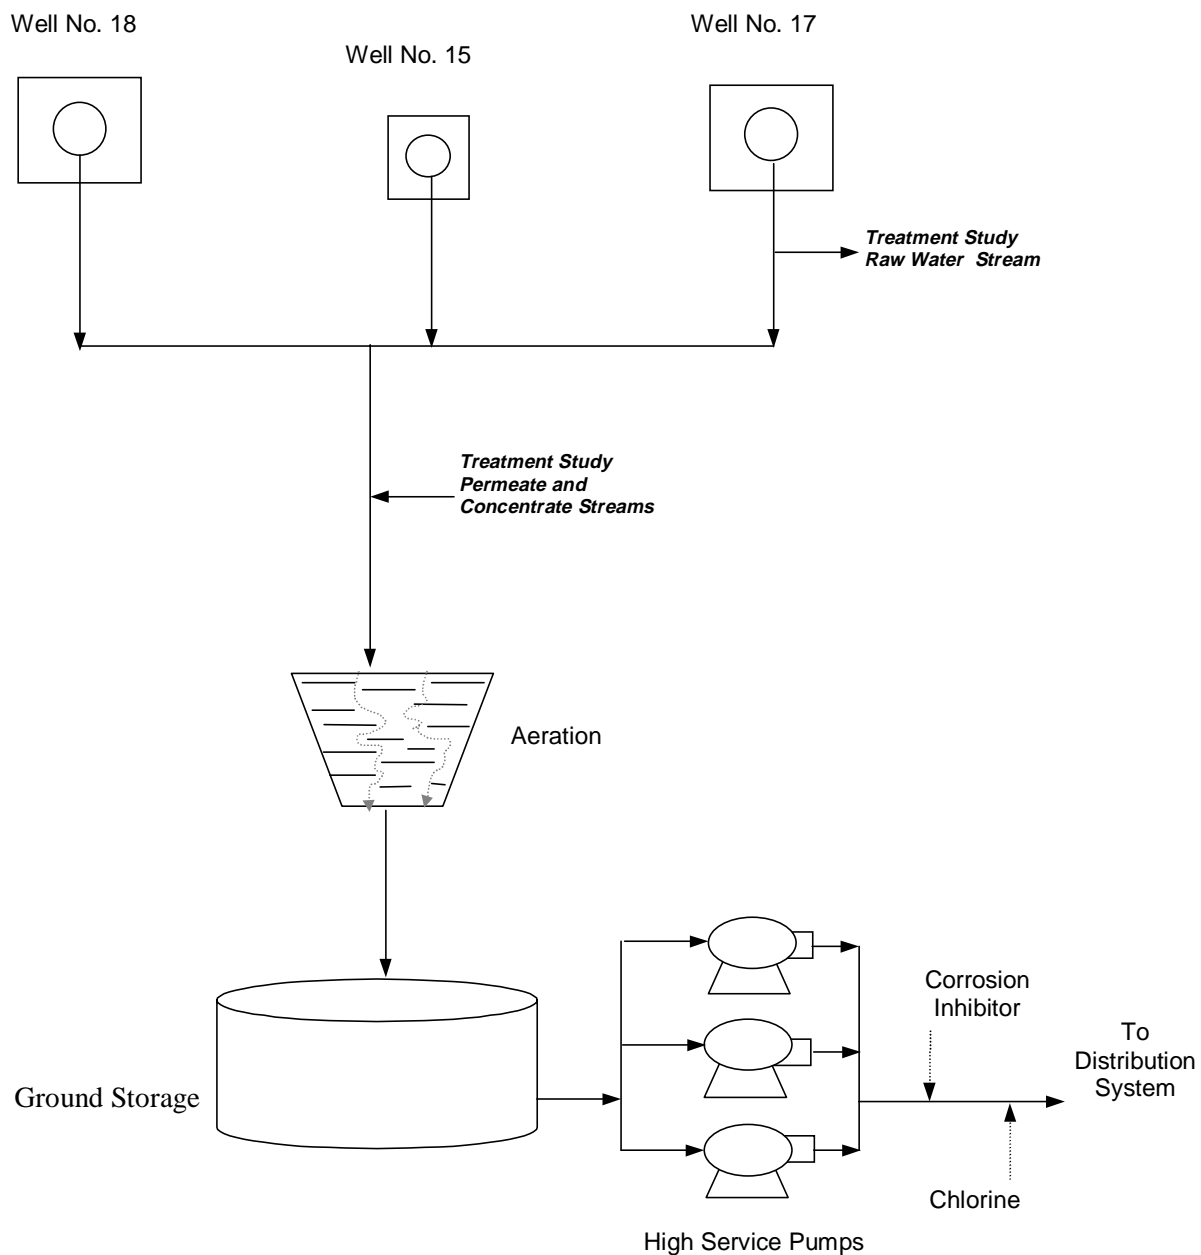 Well No. 18
Well No. 15
Well No. 17
Treatment Study
Raw Water Stream
Treatment Study
Permeate and
Concentrate Streams
Aeration
Ground Storage
Corrosion
Inhibitor
To
Distribution
System
Chlorine
High Service Pumps